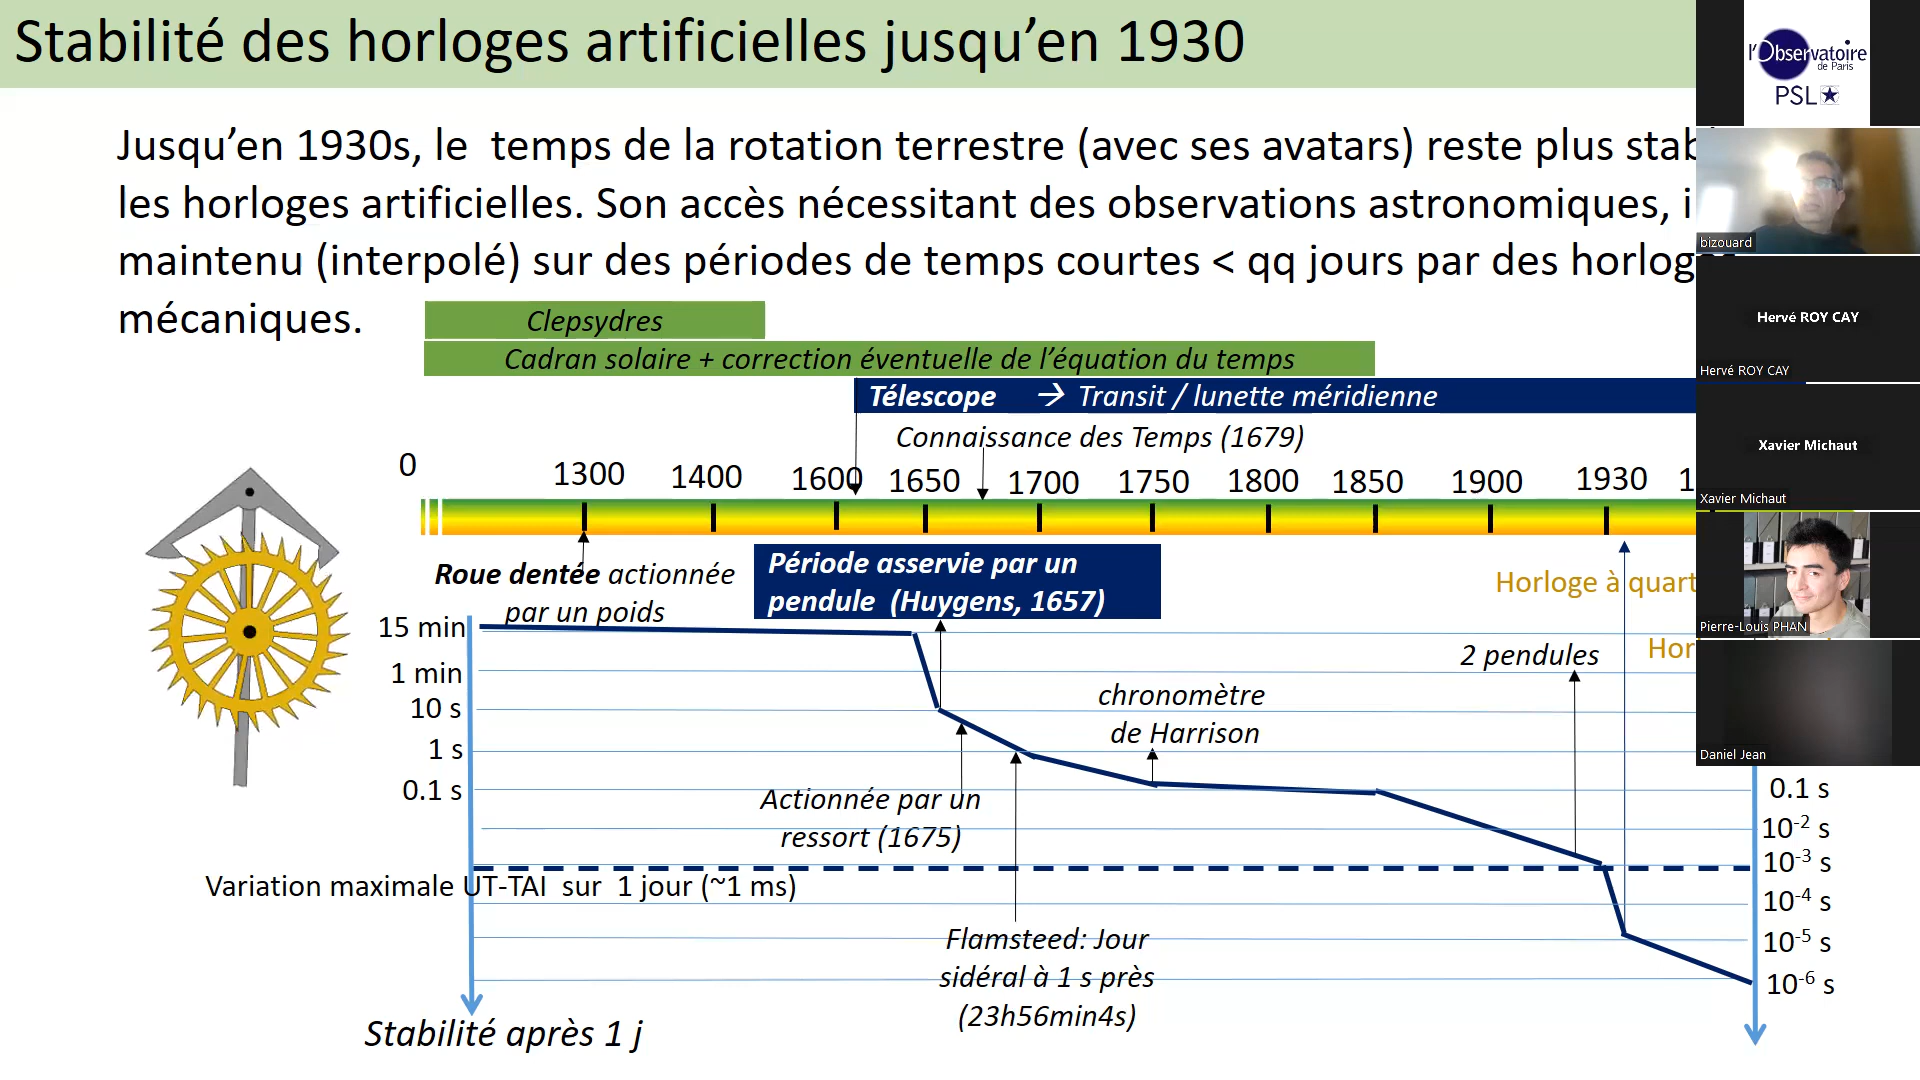 Stabilité des horloges artificielles jusqu'en 1930
Jusqu'en 1930s, le temps de la rotation terrestre (avec ses avatars) reste plus
les horloges artificielles. Son accès nécessitant des observations astronomiques,
maintenu (interpolé) sur des périodes de temps courtes < qq jours par des
mécaniques.
Clepsydres
Cadran solaire + correction éventuelle de l'équation du temps
Télescope → Transit / lunette méridienne
Connaissance des Temps (1679)
0 1300 1400 1600 1650 1700 1750 1800 1850 1900 1930
Roue dentée actionnée
par un poids
Période asservie par un
pendule (Huygens, 1657)
Horloge à
15 min
1 min
10 s
1 s
0.1 s
2 pendules
chronomètre
de Harrison
Actionnée par un
ressort (1675)
0.1 s
10-2 s
10-3 s
10-4 s
10-5 s
10-6 s
Variation maximale UT-TAI sur 1 jour (~1 ms)
Flamsteed: Jour
sidéral à 1 s près
(23h56min4s)
Stabilité après 1 j
l'Observatoire
de Paris
PSL
bizouard
Hervé ROY CAY
Hervé ROY CAY
Xavier Michaut
Xavier Michaut
Pierre-Louis PHAN
Daniel Jean